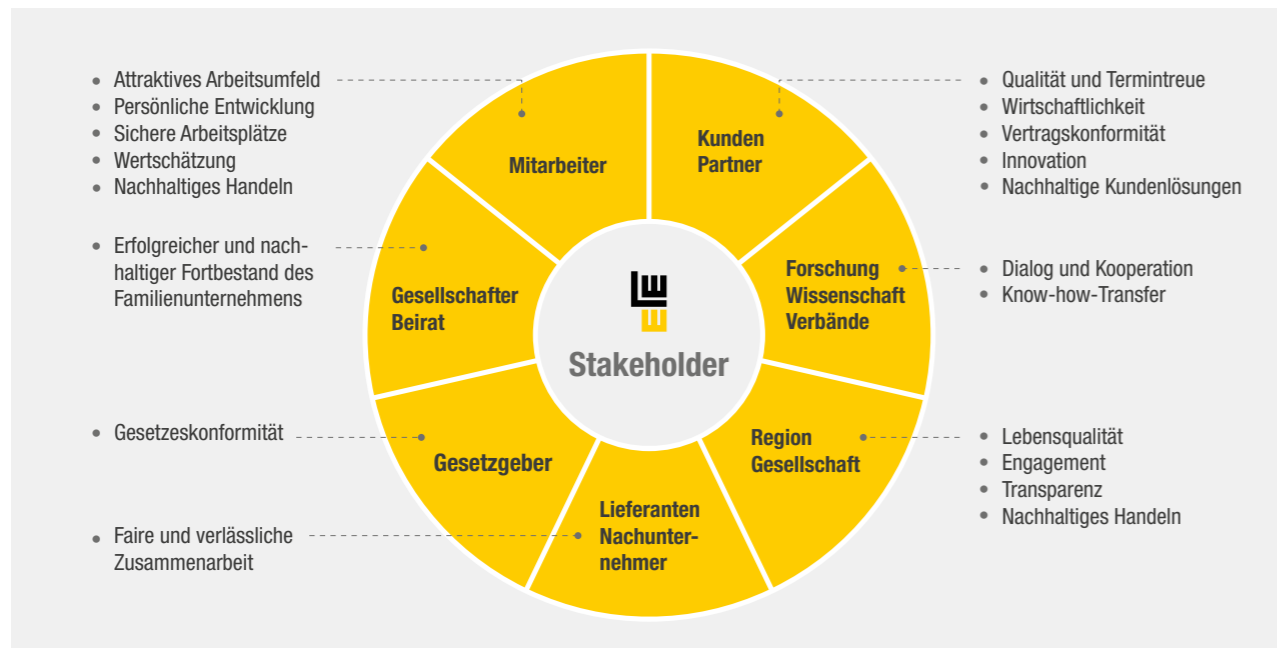 • Attraktives Arbeitsumfeld
• Persönliche Entwicklung
• Sichere Arbeitsplätze
• Wertschätzung
• Nachhaltiges Handeln
• Erfolgreicher und nach-
haltiger Fortbestand des
Familienunternehmens
• Gesetzeskonformität
• Faire und verlässliche
Zusammenarbeit
Mitarbeiter
Kunden
Partner
Gesellschafter
Beirat
Forschung
Wissenschaft
Verbände
Stakeholder
Gesetzgeber
Region
Gesellschaft
Lieferanten
Nachunter-
nehmer
• Qualität und Termintreue
• Wirtschaftlichkeit
• Vertragskonformität
• Innovation
• Nachhaltige Kundenlösungen
• Dialog und Kooperation
• Know-how-Transfer
• Lebensqualität
• Engagement
• Transparenz
• Nachhaltiges Handeln